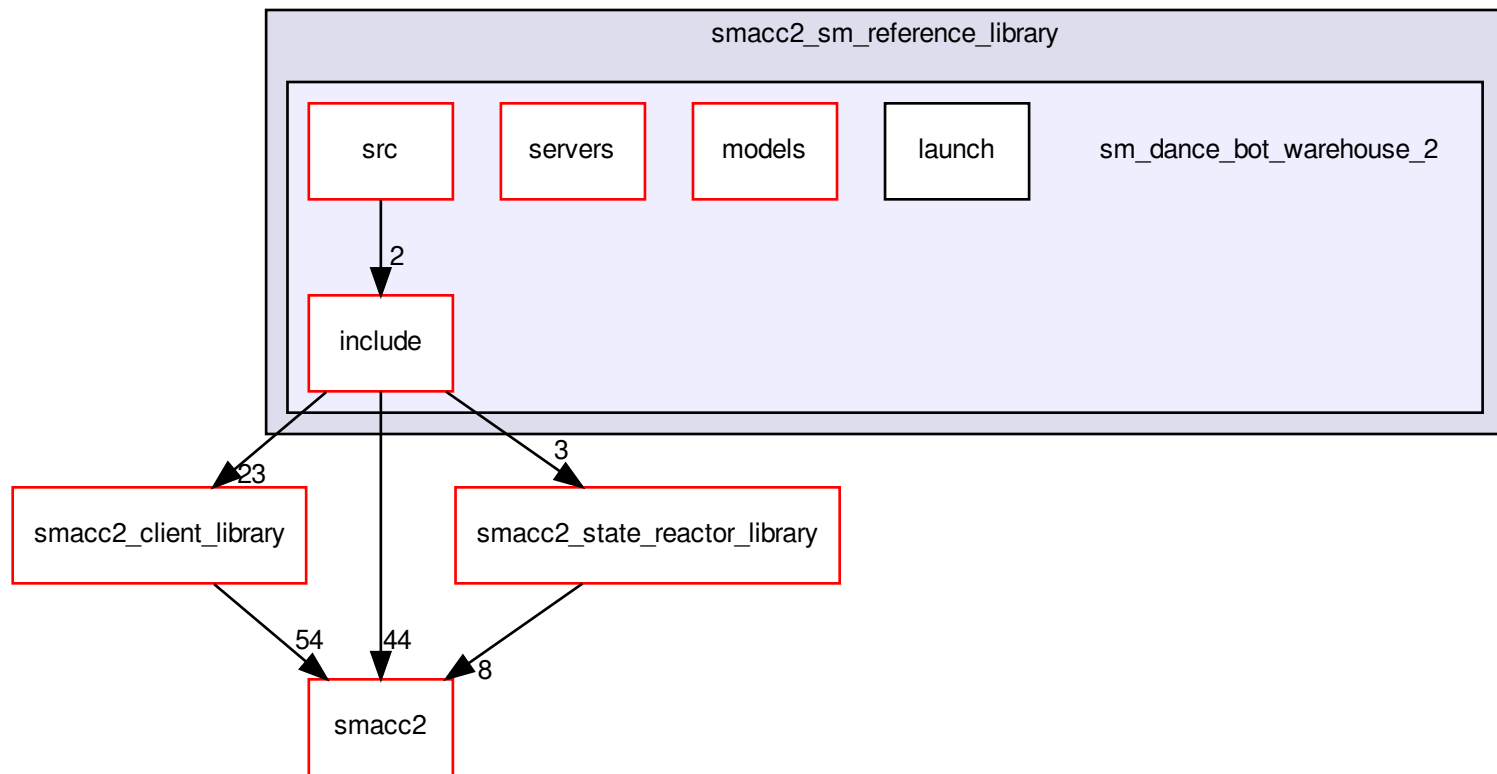 smacc2_sm_reference_library
src
servers
models
launch
sm_dance_bot_warehouse_2
2
include
23
3
smacc2_client_library
smacc2_state_reactor_library
54
44
8
smacc2